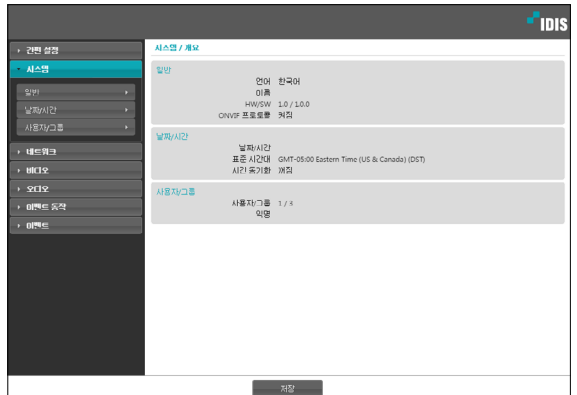 IDIS
간편 설정
시스템
일반
날짜/시간
사용자/그룹
네트워크
비디오
오디오
이벤트 동작
이벤트
시스템 / 개요
일반
언어 한국어
이름
HW/SW 1.0 / 1.0.0
ONVIF 프로토콜 켜짐
날짜/시간
날짜/시간
표준 시간대 GMT-05:00 Eastern Time (US & Canada) (DST)
시간 동기화 꺼짐
사용자/그룹
사용자/그룹 1 / 3
익명
저장